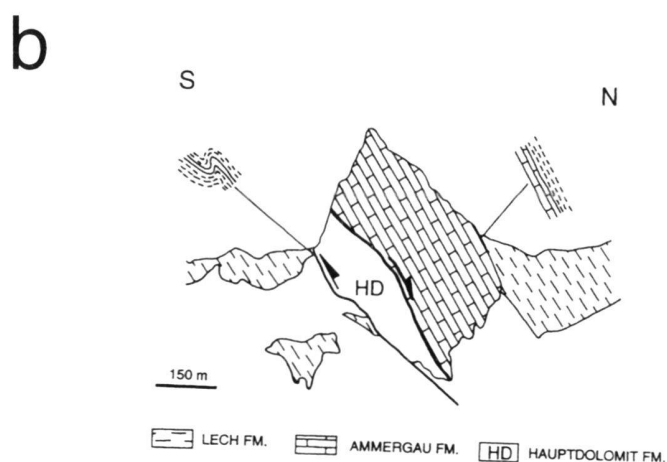 b
S
N
HD
150 m
LECH FM.
AMMERGAU FM.
HD HAUPTDOLOMIT FM.